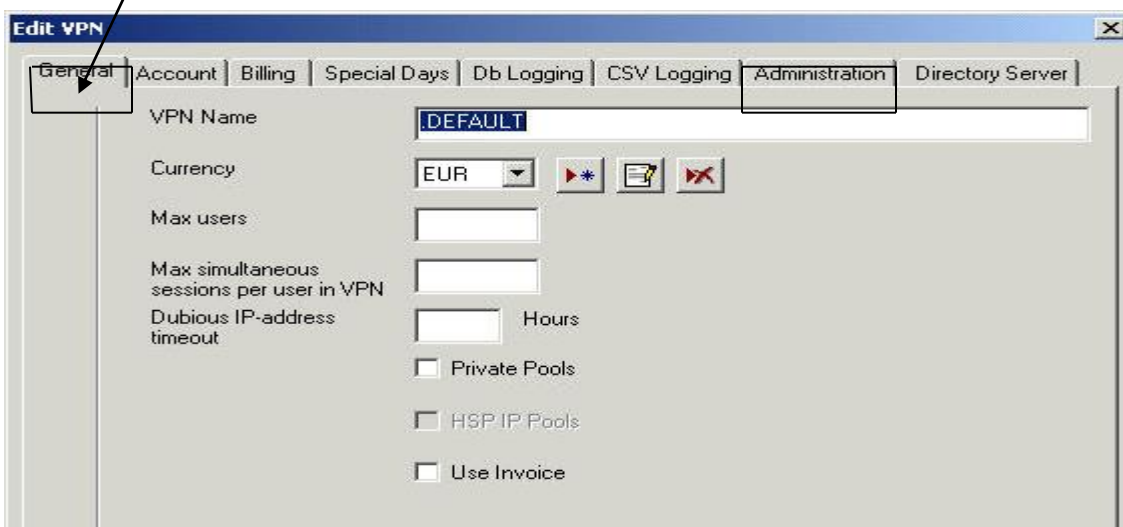 Edit VPN
General Account Billing Special Days Db Logging CSV Logging Administration Directory Server
VPN Name .DEFAULT
Currency EUR
Max users
Max simultaneous
sessions per user in VPN
Dubious IP-address
timeout
Hours
Private Pools
HSP IP Pools
Use Invoice